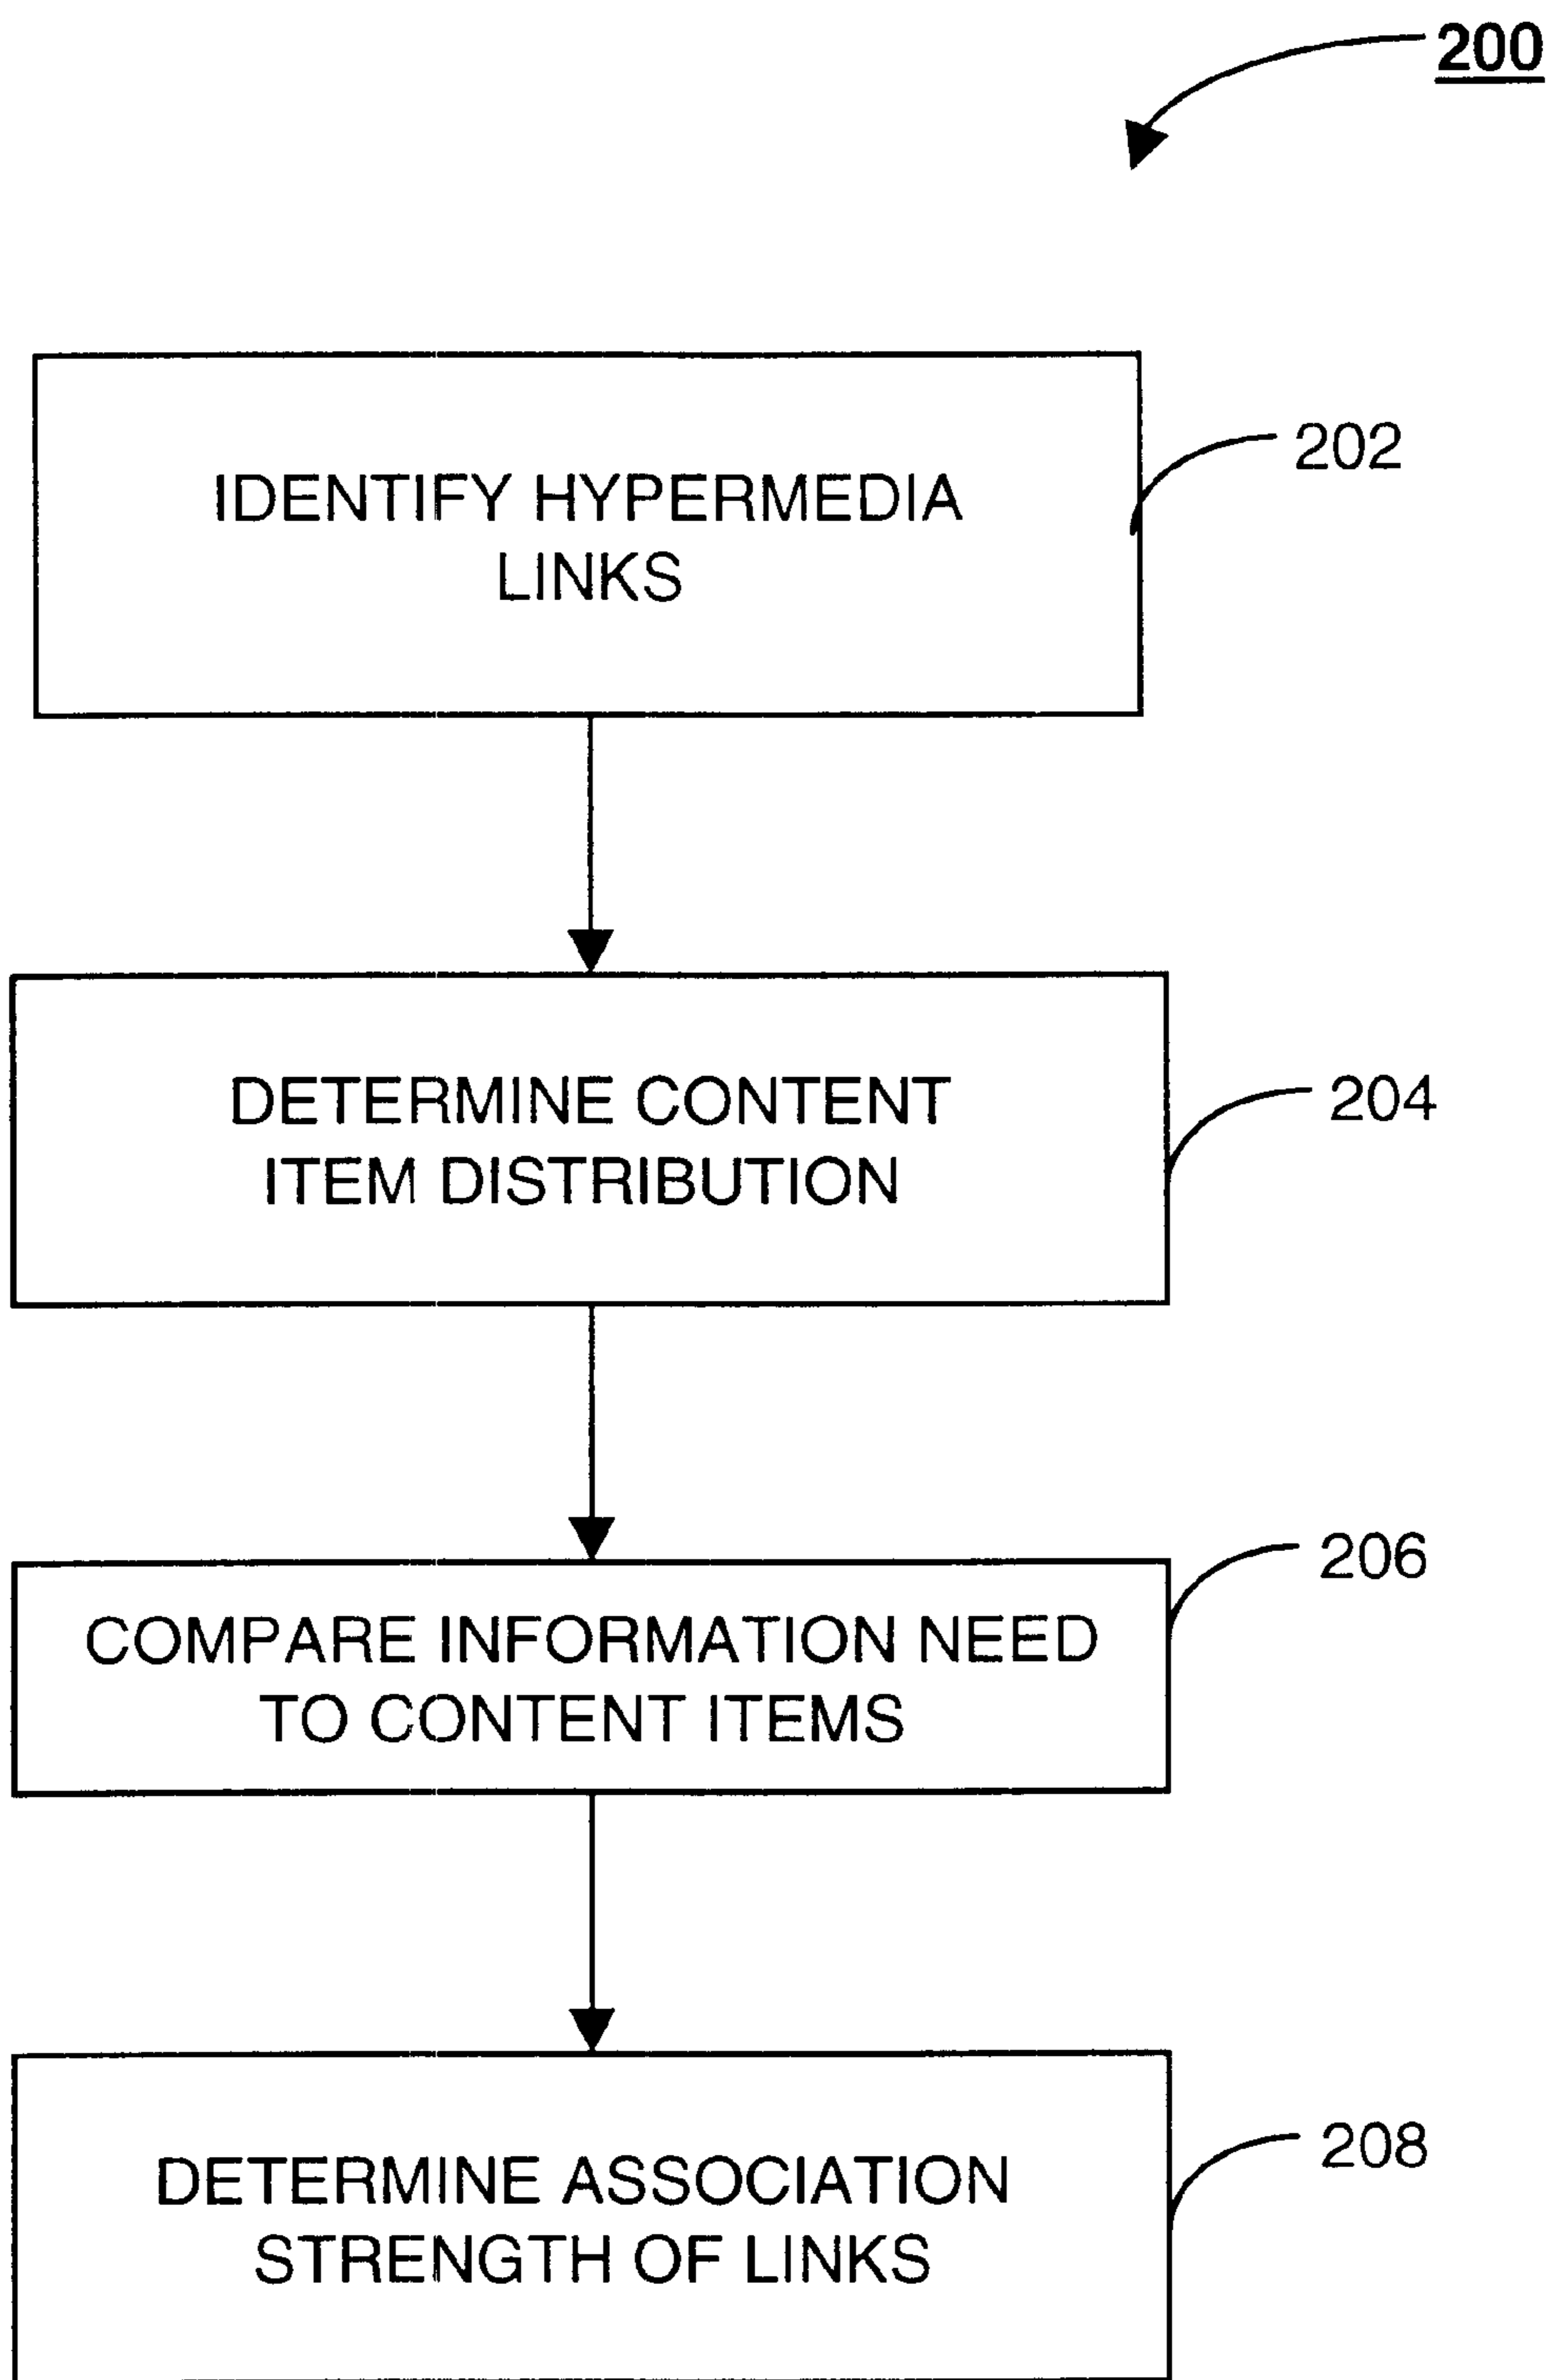 200
IDENTIFY HYPERMEDIA
LINKS
202
DETERMINE CONTENT
ITEM DISTRIBUTION
204
COMPARE INFORMATION NEED
TO CONTENT ITEMS
206
DETERMINE ASSOCIATION
STRENGTH OF LINKS
208